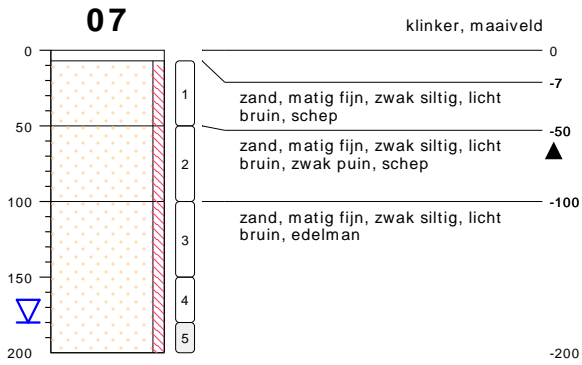 07
klinker, maaiveld
0
0
-7
1
zand, matig fijn, zwak siltig, licht
bruin, schep
50
-50
zand, matig fijn, zwak siltig, licht
bruin, zwak puin, schep
2
100
-100
zand, matig fijn, zwak siltig, licht
bruin, edelman
3
150
4
5
200
-200